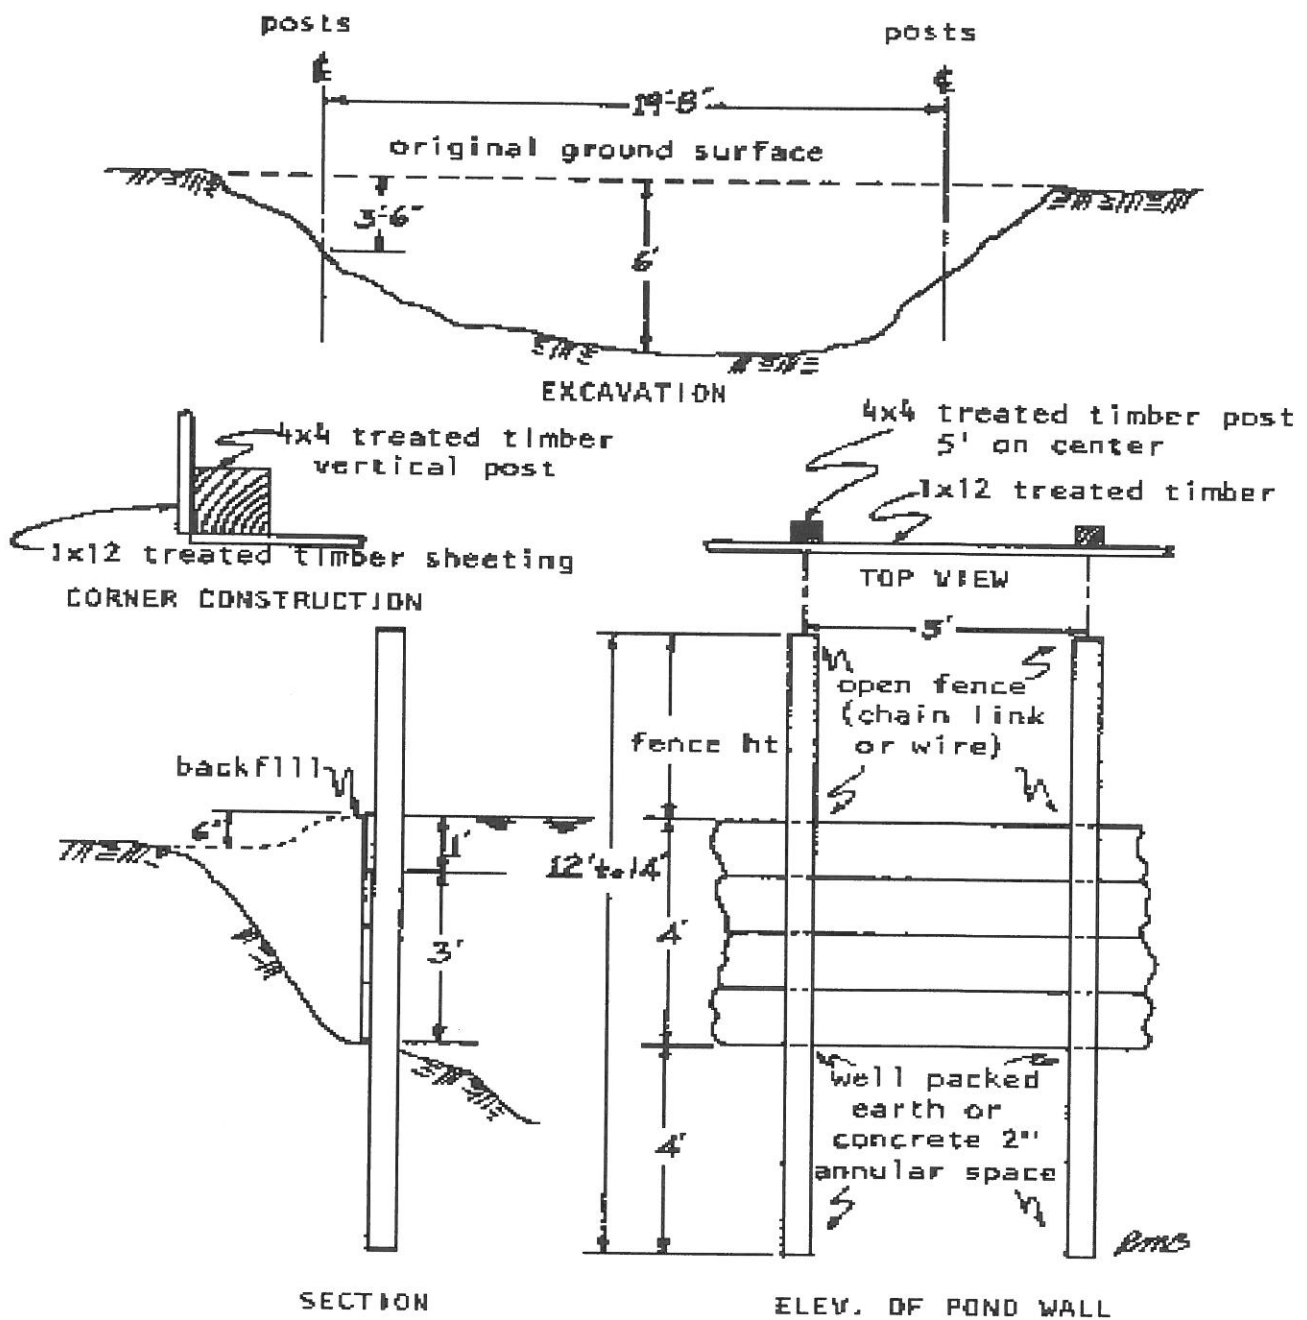 posts
posts
℄
℄
19'-8"
original ground surface
3'-6"
6'
EXCAVATION
4x4 treated timber
vertical post
1x12 treated timber sheeting
CORNER CONSTRUCTION
4x4 treated timber post
5' on center
1x12 treated timber
TOP VIEW
5'
open fence
(chain link
or wire)
fence ht.
backfill
6"
1'
12' to 14'
4'
3'
well packed
earth or
concrete 2"
annular space
4'
SECTION
ELEV. OF POND WALL